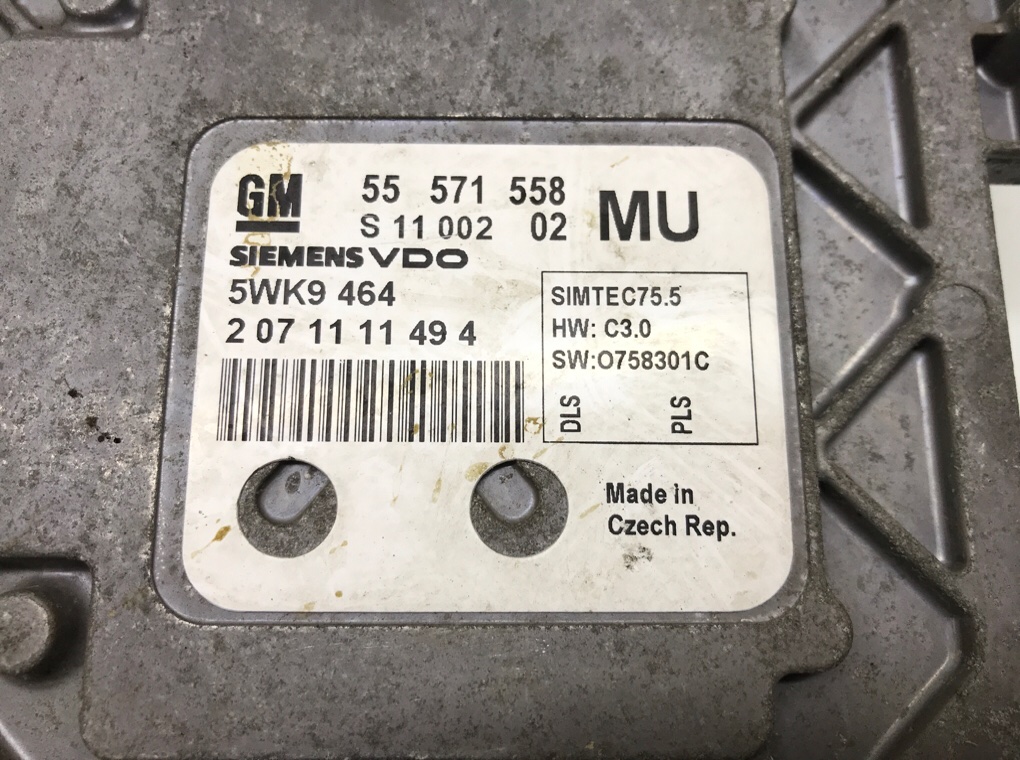 GM 55 571 558 MU
S 11 002 02
SIEMENS VDO
5WK9 464
2 07 11 11 49 4
SIMTEC75.5
HW: C3.0
SW:O758301C
DLS PLS
Made in
Czech Rep.